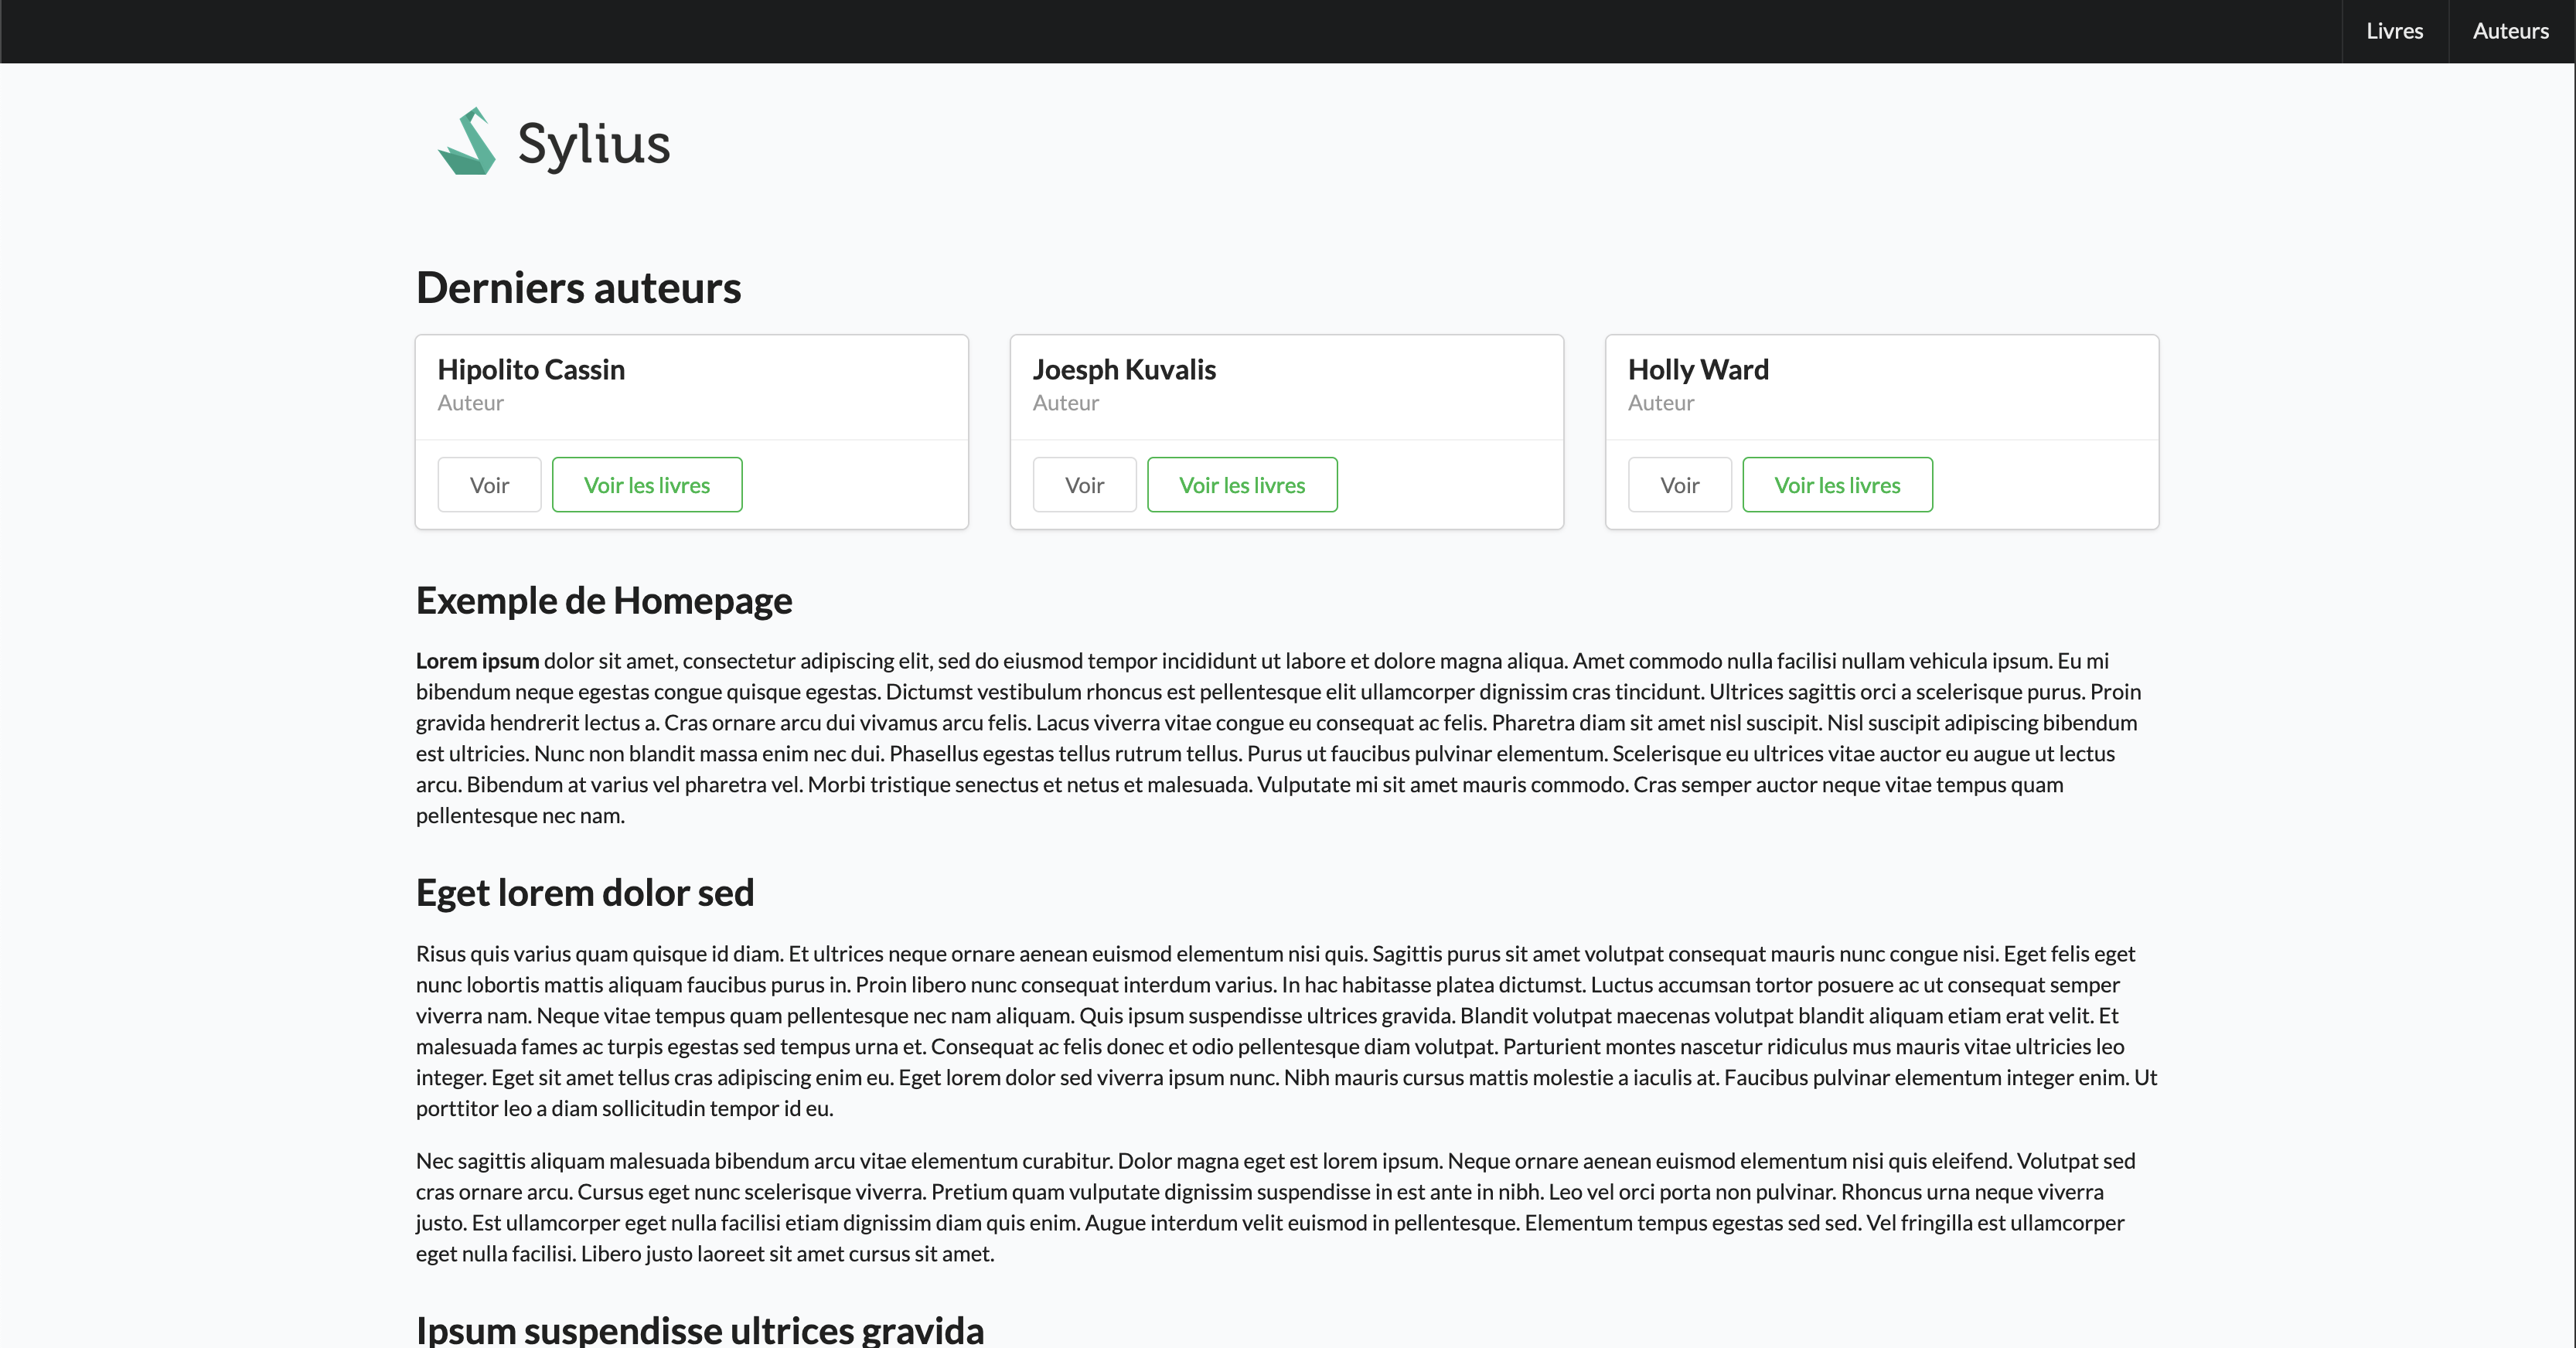 Livres Auteurs
Sylius
Derniers auteurs
Hipolito Cassin
Auteur
Voir Voir les livres
Joesph Kuvalis
Auteur
Voir Voir les livres
Holly Ward
Auteur
Voir Voir les livres
Exemple de Homepage
Lorem ipsum dolor sit amet, consectetur adipiscing elit, sed do eiusmod tempor incididunt ut labore et dolore magna aliqua. Amet commodo nulla facilisi nullam vehicula ipsum. Eu mi
bibendum neque egestas congue quisque egestas. Dictumst vestibulum rhoncus est pellentesque elit ullamcorper dignissim cras tincidunt. Ultrices sagittis orci a scelerisque purus. Proin
gravida hendrerit lectus a. Cras ornare arcu dui vivamus arcu felis. Lacus viverra vitae congue eu consequat ac felis. Pharetra diam sit amet nisl suscipit. Nisl suscipit adipiscing bibendum
est ultricies. Nunc non blandit massa enim nec dui. Phasellus egestas tellus rutrum tellus. Purus ut faucibus pulvinar elementum. Scelerisque eu ultrices vitae auctor eu augue ut lectus
arcu. Bibendum at varius vel pharetra vel. Morbi tristique senectus et netus et malesuada. Vulputate mi sit amet mauris commodo. Cras semper auctor neque vitae tempus quam
pellentesque nec nam.
Eget lorem dolor sed
Risus quis varius quam quisque id diam. Et ultrices neque ornare aenean euismod elementum nisi quis. Sagittis purus sit amet volutpat consequat mauris nunc congue nisi. Eget felis eget
nunc lobortis mattis aliquam faucibus purus in. Proin libero nunc consequat interdum varius. In hac habitasse platea dictumst. Luctus accumsan tortor posuere ac ut consequat semper
viverra nam. Neque vitae tempus quam pellentesque nec nam aliquam. Quis ipsum suspendisse ultrices gravida. Blandit volutpat maecenas volutpat blandit aliquam etiam erat velit. Et
malesuada fames ac turpis egestas sed tempus urna et. Consequat ac felis donec et odio pellentesque diam volutpat. Parturient montes nascetur ridiculus mus mauris vitae ultricies leo
integer. Eget sit amet tellus cras adipiscing enim eu. Eget lorem dolor sed viverra ipsum nunc. Nibh mauris cursus mattis molestie a iaculis at. Faucibus pulvinar elementum integer enim. Ut
porttitor leo a diam sollicitudin tempor id eu.
Nec sagittis aliquam malesuada bibendum arcu vitae elementum curabitur. Dolor magna eget est lorem ipsum. Neque ornare aenean euismod elementum nisi quis eleifend. Volutpat sed
cras ornare arcu. Cursus eget nunc scelerisque viverra. Pretium quam vulputate dignissim suspendisse in est ante in nibh. Leo vel orci porta non pulvinar. Rhoncus urna neque viverra
justo. Est ullamcorper eget nulla facilisi etiam dignissim diam quis enim. Augue interdum velit euismod in pellentesque. Elementum tempus egestas sed sed. Vel fringilla est ullamcorper
eget nulla facilisi. Libero justo laoreet sit amet cursus sit amet.
Ipsum suspendisse ultrices gravida